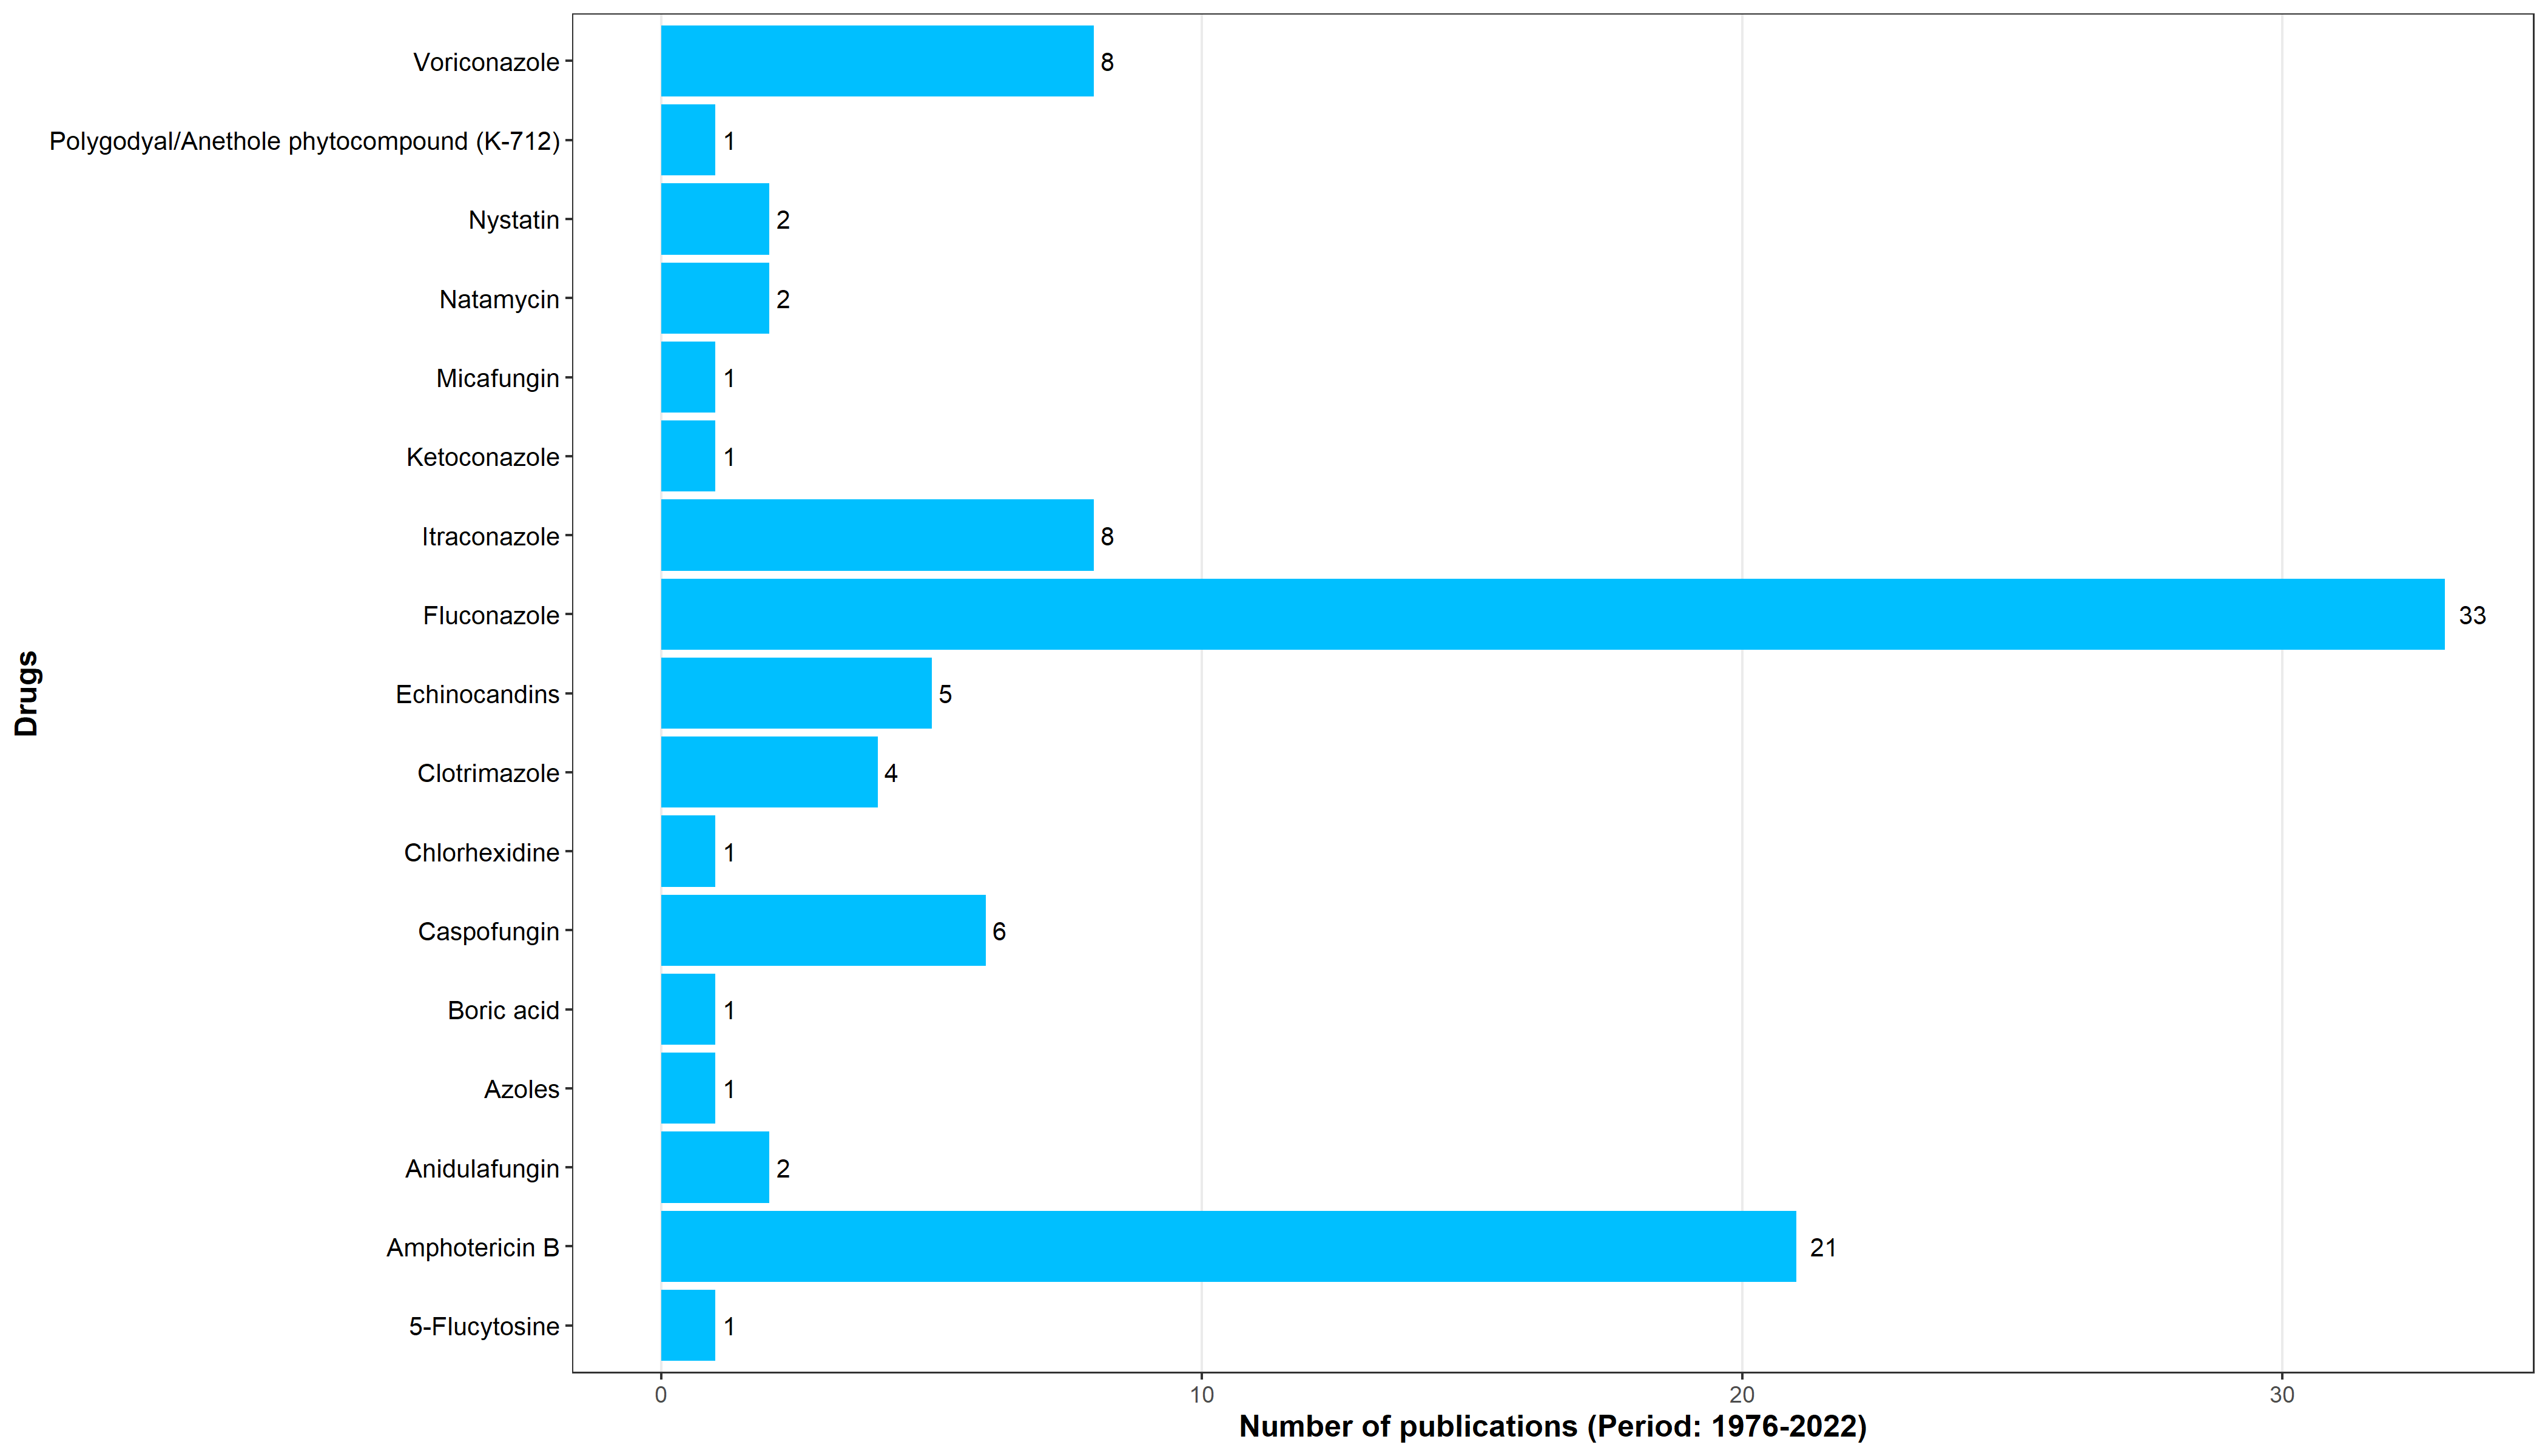 Voriconazole 8
Polygodyal/Anethole phytocompound (K-712) 1
Nystatin 2
Natamycin 2
Micafungin 1
Ketoconazole 1
Itraconazole 8
Fluconazole 33
Echinocandins 5
Clotrimazole 4
Chlorhexidine 1
Caspofungin 6
Boric acid 1
Azoles 1
Anidulafungin 2
Amphotericin B 21
5-Flucytosine 1
Drugs
0 10 20 30
Number of publications (Period: 1976-2022)